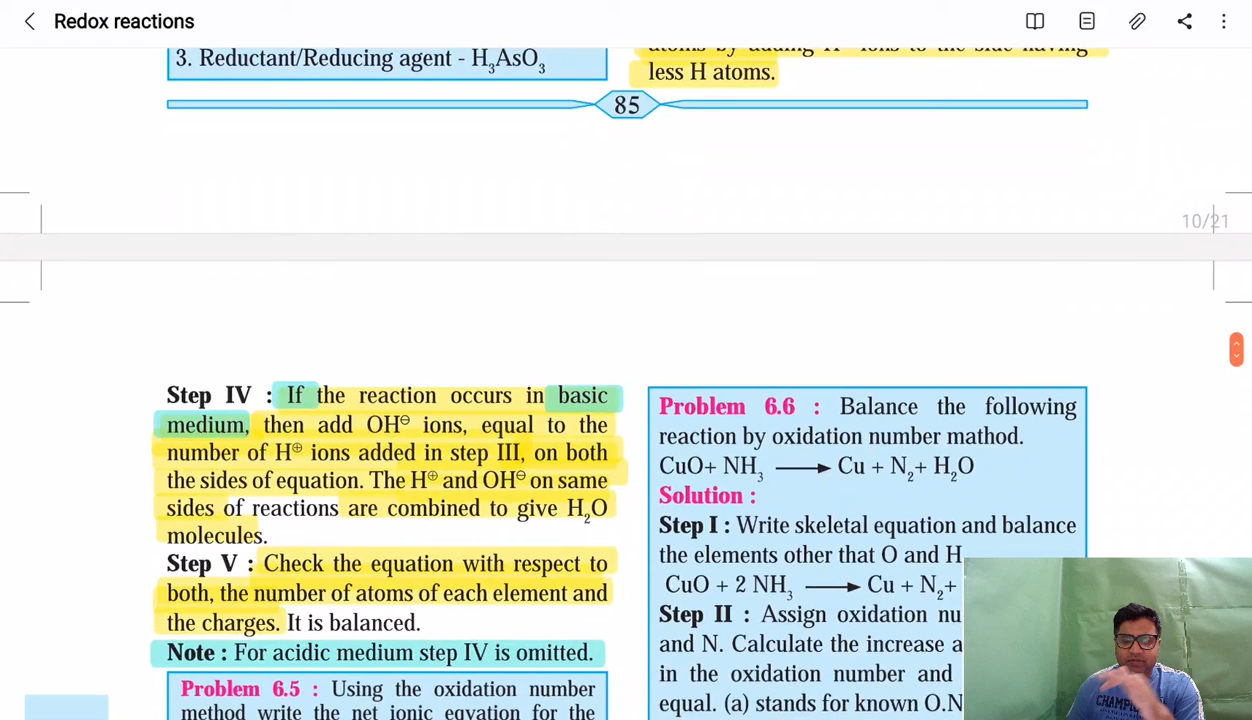 Redox reactions
3. Reductant/Reducing agent - H₃AsO₃
less H atoms.
85
10/21
Step IV : If the reaction occurs in basic
medium, then add OH⊖ ions, equal to the
number of H⊕ ions added in step III, on both
the sides of equation. The H⊕ and OH⊖ on same
sides of reactions are combined to give H₂O
molecules.
Step V : Check the equation with respect to
both, the number of atoms of each element and
the charges. It is balanced.
Note : For acidic medium step IV is omitted.
Problem 6.5 : Using the oxidation number
method write the net ionic eqvation for the
Problem 6.6 : Balance the following
reaction by oxidation number mathod.
CuO+ NH₃ ⟶ Cu + N₂+ H₂O
Solution :
Step I : Write skeletal equation and balance
the elements other that O and H
CuO + 2 NH₃ ⟶ Cu + N₂+
Step II : Assign oxidation nu
and N. Calculate the increase a
in the oxidation number and
equal. (a) stands for known O.N
CHAMPION